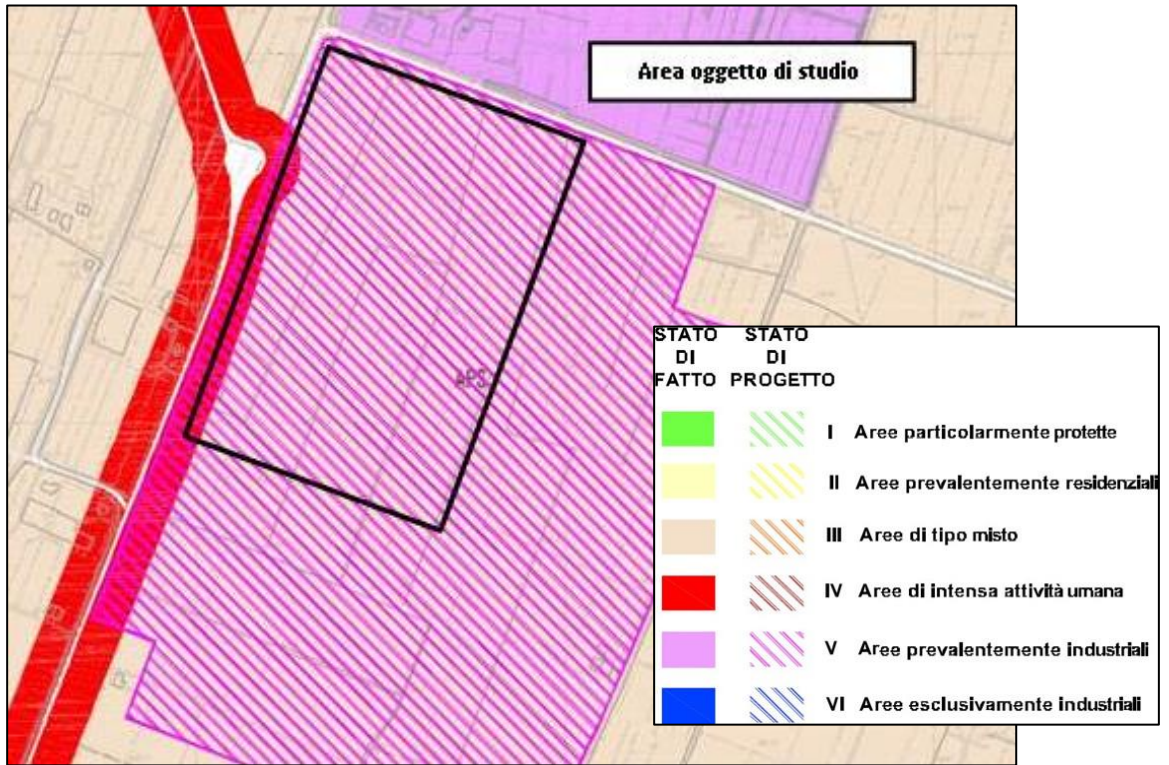 Area oggetto di studio
APS
STATO DI FATTO
STATO DI PROGETTO
I Aree particolarmente protette
II Aree prevalentemente residenziali
III Aree di tipo misto
IV Aree di intensa attività umana
V Aree prevalentemente industriali
VI Aree esclusivamente industriali